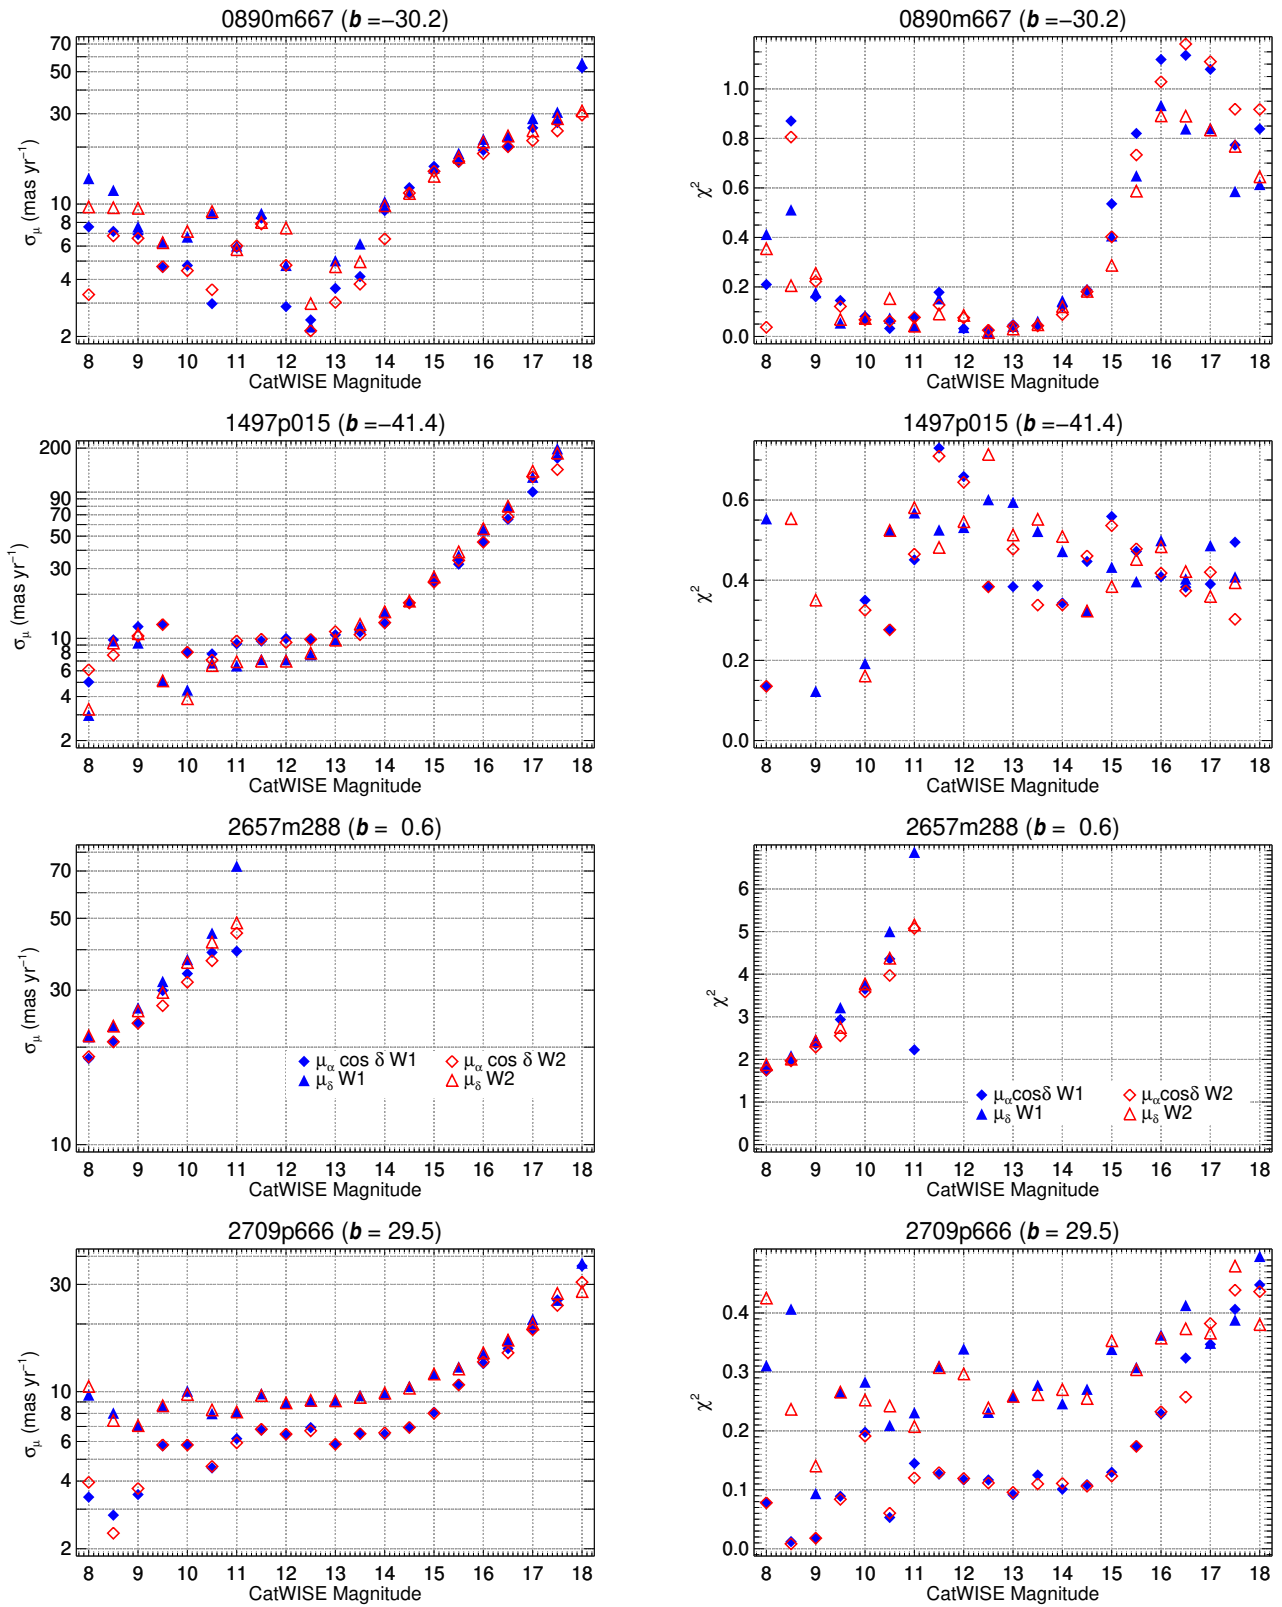 0890m667 (b =−30.2)
70
50
30
10
8
6
4
2
σμ (mas yr⁻¹)
8 9 10 11 12 13 14 15 16 17 18
CatWISE Magnitude
0890m667 (b =−30.2)
1.0
0.8
0.6
0.4
0.2
0.0
χ²
8 9 10 11 12 13 14 15 16 17 18
CatWISE Magnitude
1497p015 (b =−41.4)
200
90
70
50
30
10
8
6
4
2
σμ (mas yr⁻¹)
8 9 10 11 12 13 14 15 16 17 18
CatWISE Magnitude
1497p015 (b =−41.4)
0.6
0.4
0.2
0.0
χ²
8 9 10 11 12 13 14 15 16 17 18
CatWISE Magnitude
2657m288 (b = 0.6)
70
50
30
10
σμ (mas yr⁻¹)
μα cos δ W1 μα cos δ W2
μδ W1 μδ W2
8 9 10 11 12 13 14 15 16 17 18
CatWISE Magnitude
2657m288 (b = 0.6)
6
5
4
3
2
1
0
χ²
μαcosδ W1 μαcosδ W2
μδ W1 μδ W2
8 9 10 11 12 13 14 15 16 17 18
CatWISE Magnitude
2709p666 (b = 29.5)
30
10
8
6
4
2
σμ (mas yr⁻¹)
8 9 10 11 12 13 14 15 16 17 18
CatWISE Magnitude
2709p666 (b = 29.5)
0.4
0.3
0.2
0.1
0.0
χ²
8 9 10 11 12 13 14 15 16 17 18
CatWISE Magnitude